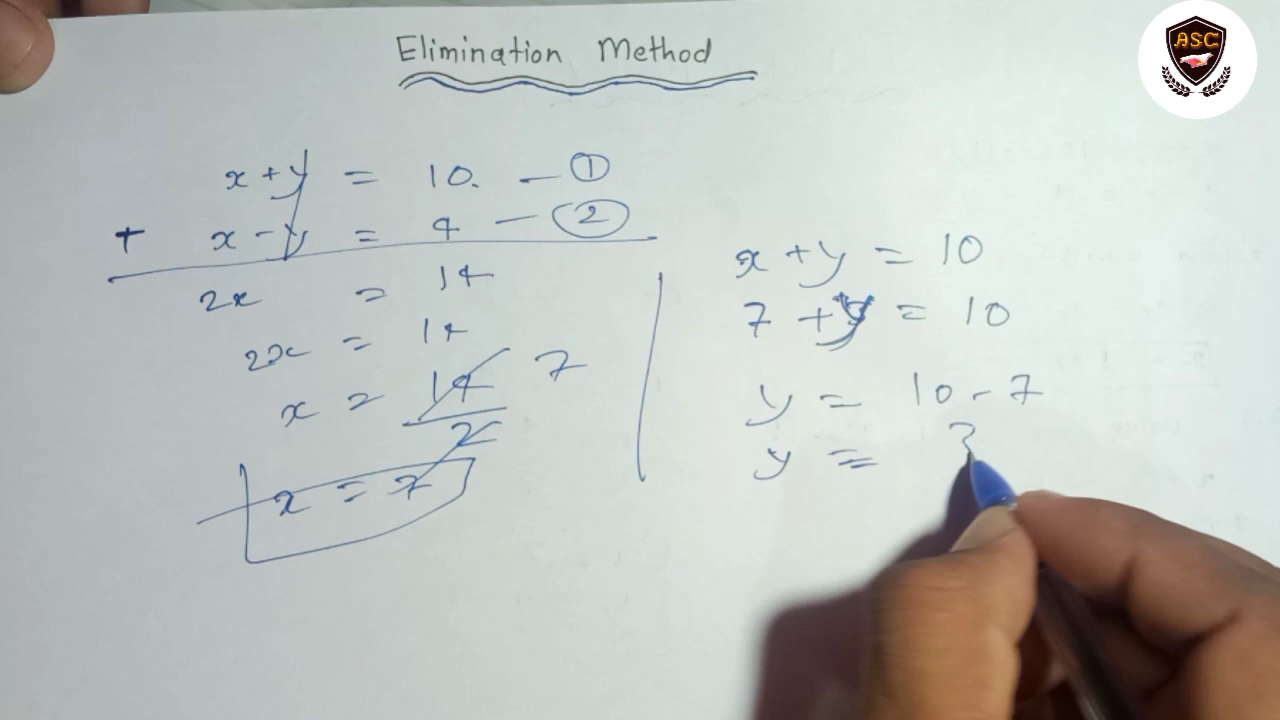 ASC
Elimination Method
x + y = 10. — ①
+ x - y = 4 — ②
2x = 14
2x = 14
x = 14/2 7
x = 7
x + y = 10
7 + y = 10
y = 10 - 7
y = 3